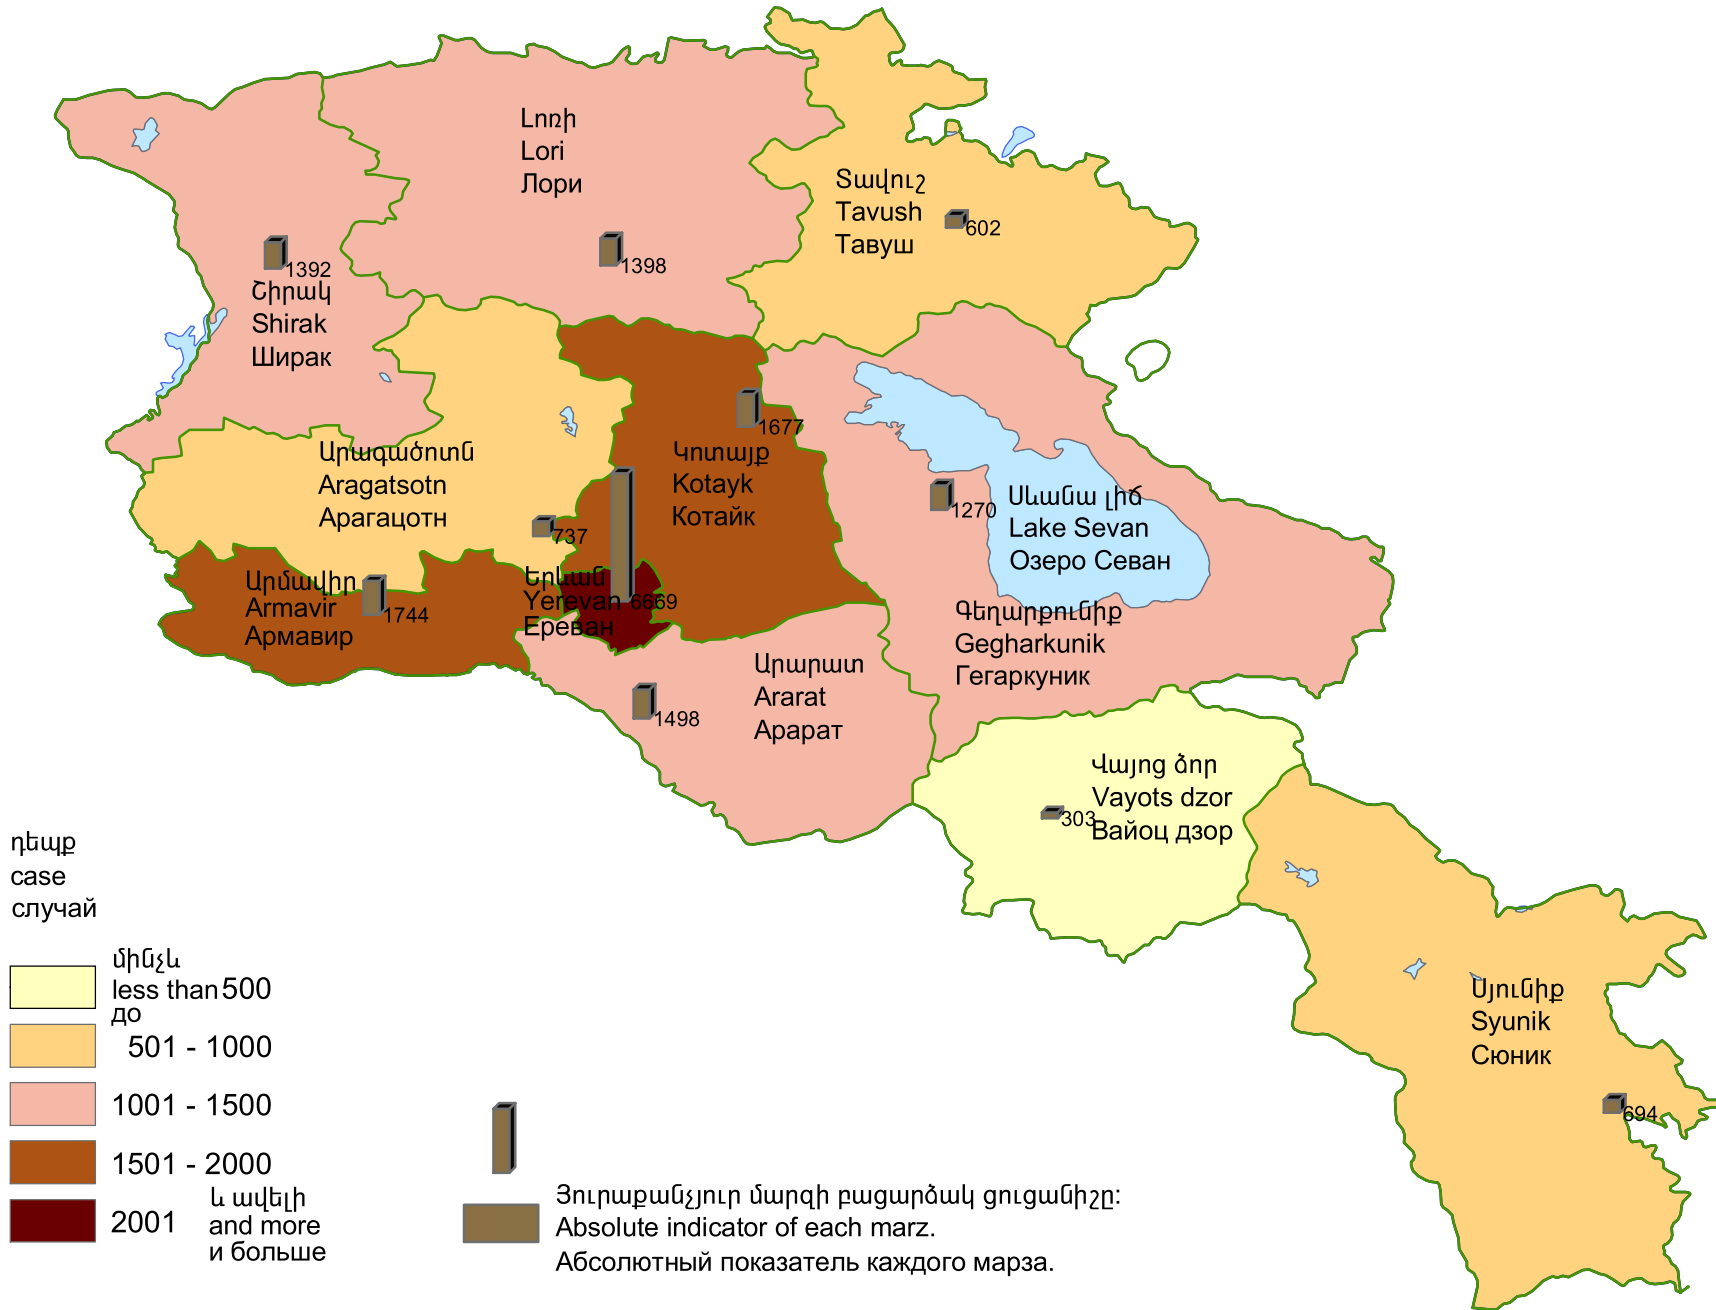 Լոռի
Lori
Лори
1398
Տավուշ
Tavush
Тавуш
602
1392
Շիրակ
Shirak
Ширак
1677
Կոտայք
Kotayk
Котайк
Արագածոտն
Aragatsotn
Арагацотн
737
1270
Սևանա լիճ
Lake Sevan
Озеро Севан
Արմավիր
Armavir
Армавир
1744
Երևան
Yerevan
Ереван
6669
Գեղարքունիք
Gegharkunik
Гегаркуник
Արարատ
Ararat
Арарат
1498
Վայոց ձոր
Vayots dzor
Вайоц дзор
303
Սյունիք
Syunik
Сюник
694
դեպք
case
случай
մինչև
less than 500
до
501 - 1000
1001 - 1500
1501 - 2000
2001
և ավելի
and more
и больше
Յուրաքանչյուր մարզի բացարձակ ցուցանիշը:
Absolute indicator of each marz.
Абсолютный показатель каждого марза.